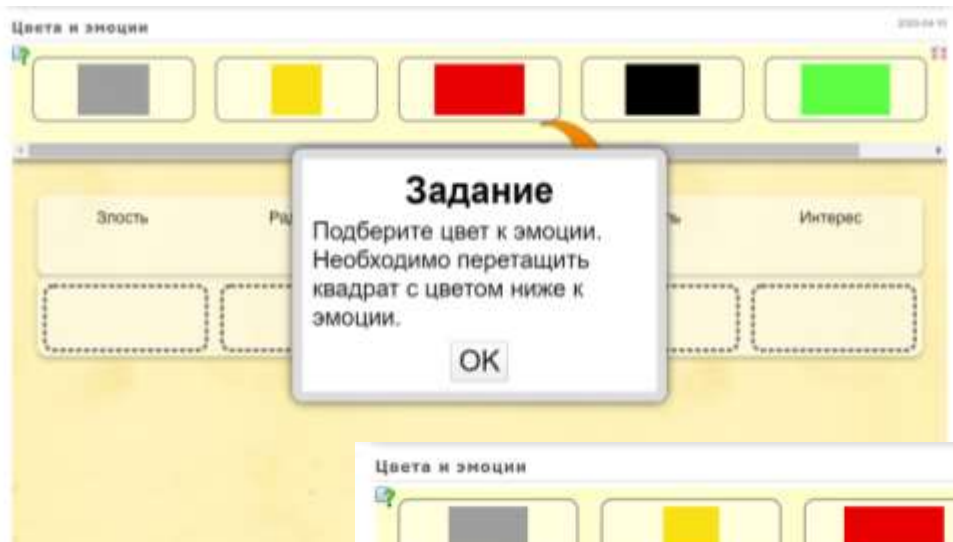 Цвета и эмоции
Задание
Подберите цвет к эмоции.
Необходимо перетащить
квадрат с цветом ниже к
эмоции.
OK
Злость
Интерес
Цвета и эмоции